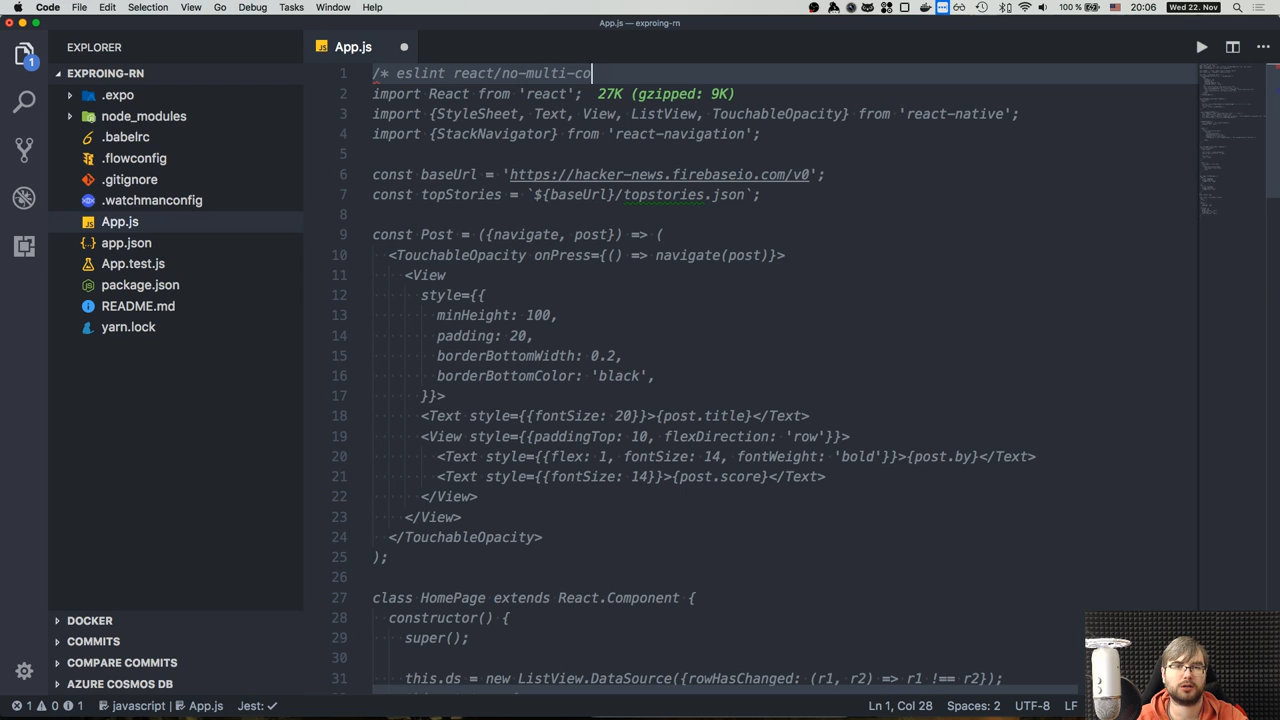 Code File Edit Selection View Go Debug Tasks Window Help 100 % 20:06 Wed 22. Nov
App.js — exproing-rn
EXPLORER
App.js
EXPROING-RN
.expo
node_modules
.babelrc
.flowconfig
.gitignore
.watchmanconfig
App.js
app.json
App.test.js
package.json
README.md
yarn.lock
DOCKER
COMMITS
COMPARE COMMITS
AZURE COSMOS DB
1
1 /* eslint react/no-multi-co
2 import React from 'react'; 27K (gzipped: 9K)
3 import {StyleSheet, Text, View, ListView, TouchableOpacity} from 'react-native';
4 import {StackNavigator} from 'react-navigation';
5
6 const baseUrl = 'https://hacker-news.firebaseio.com/v0';
7 const topStories = `${baseUrl}/topstories.json`;
8
9 const Post = ({navigate, post}) => (
10 <TouchableOpacity onPress={() => navigate(post)}>
11 <View
12 style={{
13 minHeight: 100,
14 padding: 20,
15 borderBottomWidth: 0.2,
16 borderBottomColor: 'black',
17 }}>
18 <Text style={{fontSize: 20}}>{post.title}</Text>
19 <View style={{paddingTop: 10, flexDirection: 'row'}}>
20 <Text style={{flex: 1, fontSize: 14, fontWeight: 'bold'}}>{post.by}</Text>
21 <Text style={{fontSize: 14}}>{post.score}</Text>
22 </View>
23 </View>
24 </TouchableOpacity>
25 );
26
27 class HomePage extends React.Component {
28 constructor() {
29 super();
30
31 this.ds = new ListView.DataSource({rowHasChanged: (r1, r2) => r1 !== r2});
1 0 1 javascript | App.js Jest: Ln 1, Col 28 Spaces: 2 UTF-8 LF